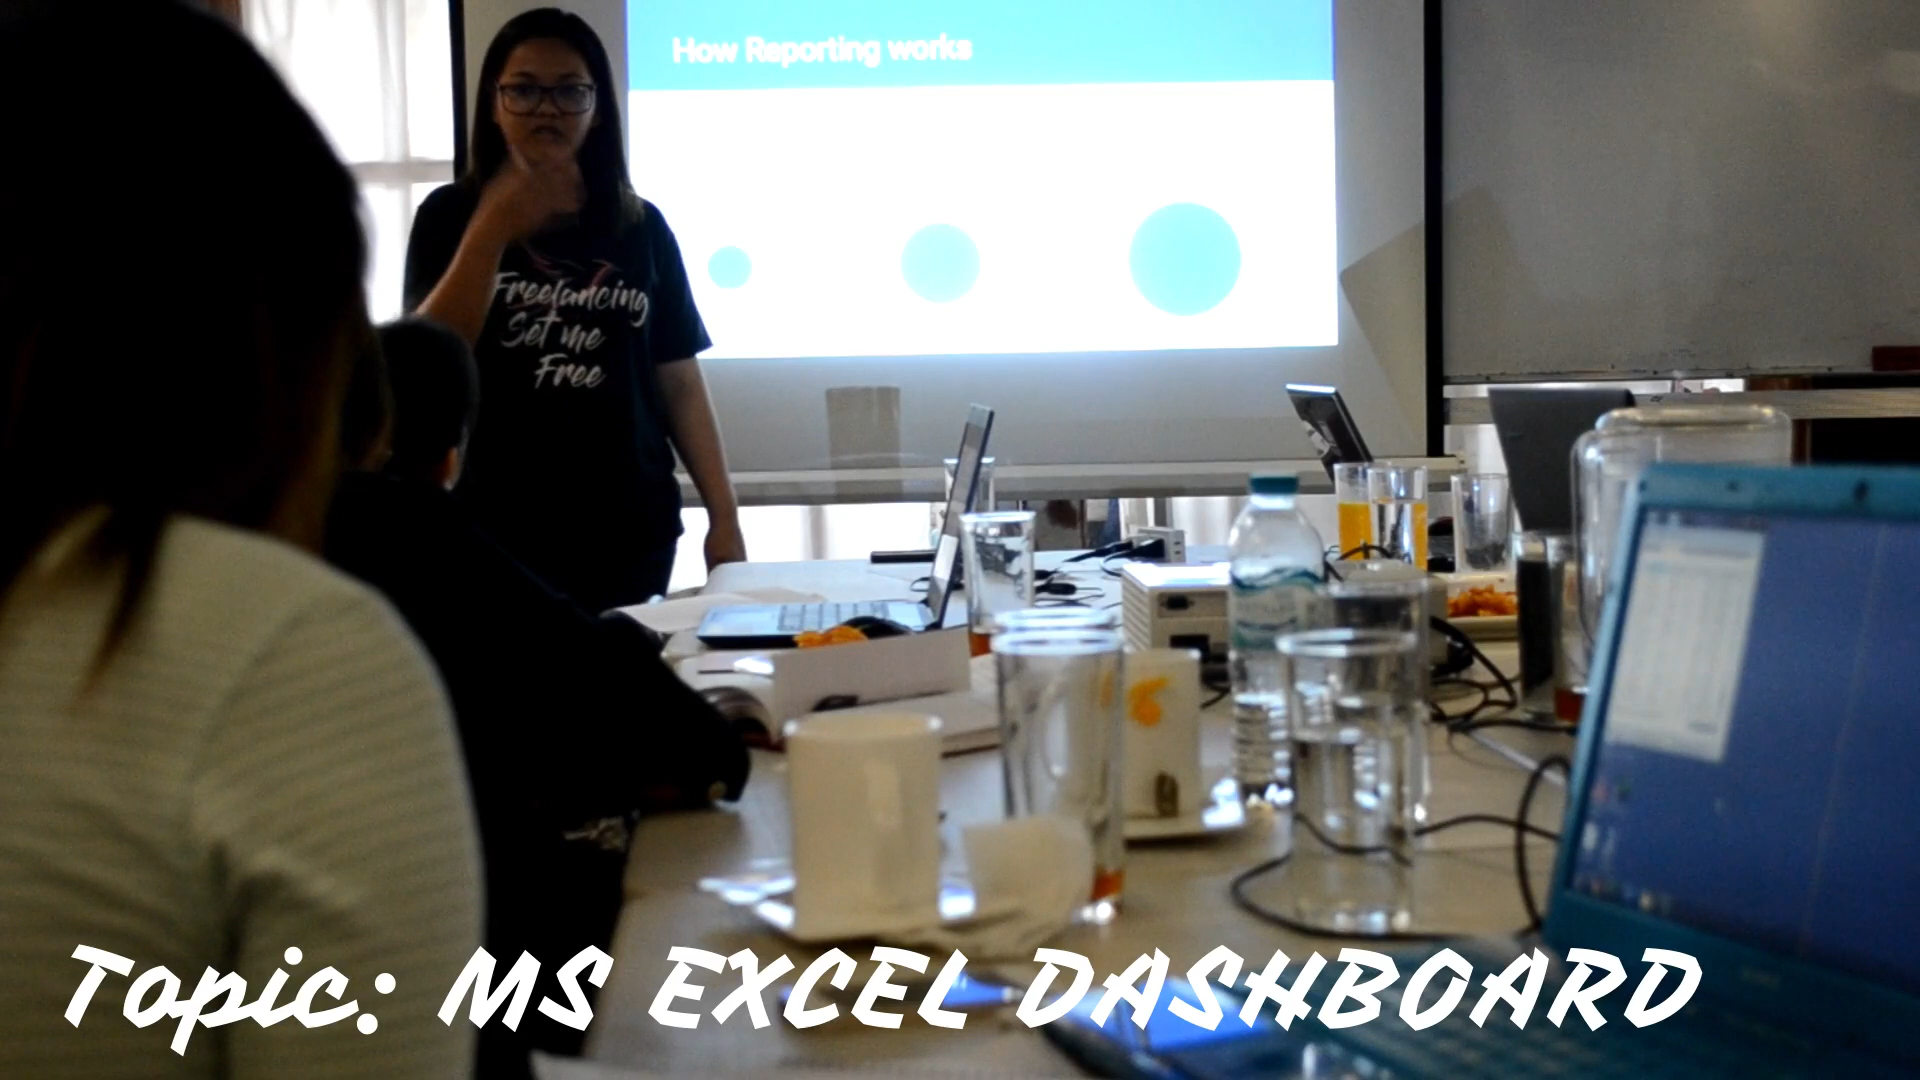 How Reporting works
Freelancing
Set me
Free
Topic: MS EXCEL DASHBOARD